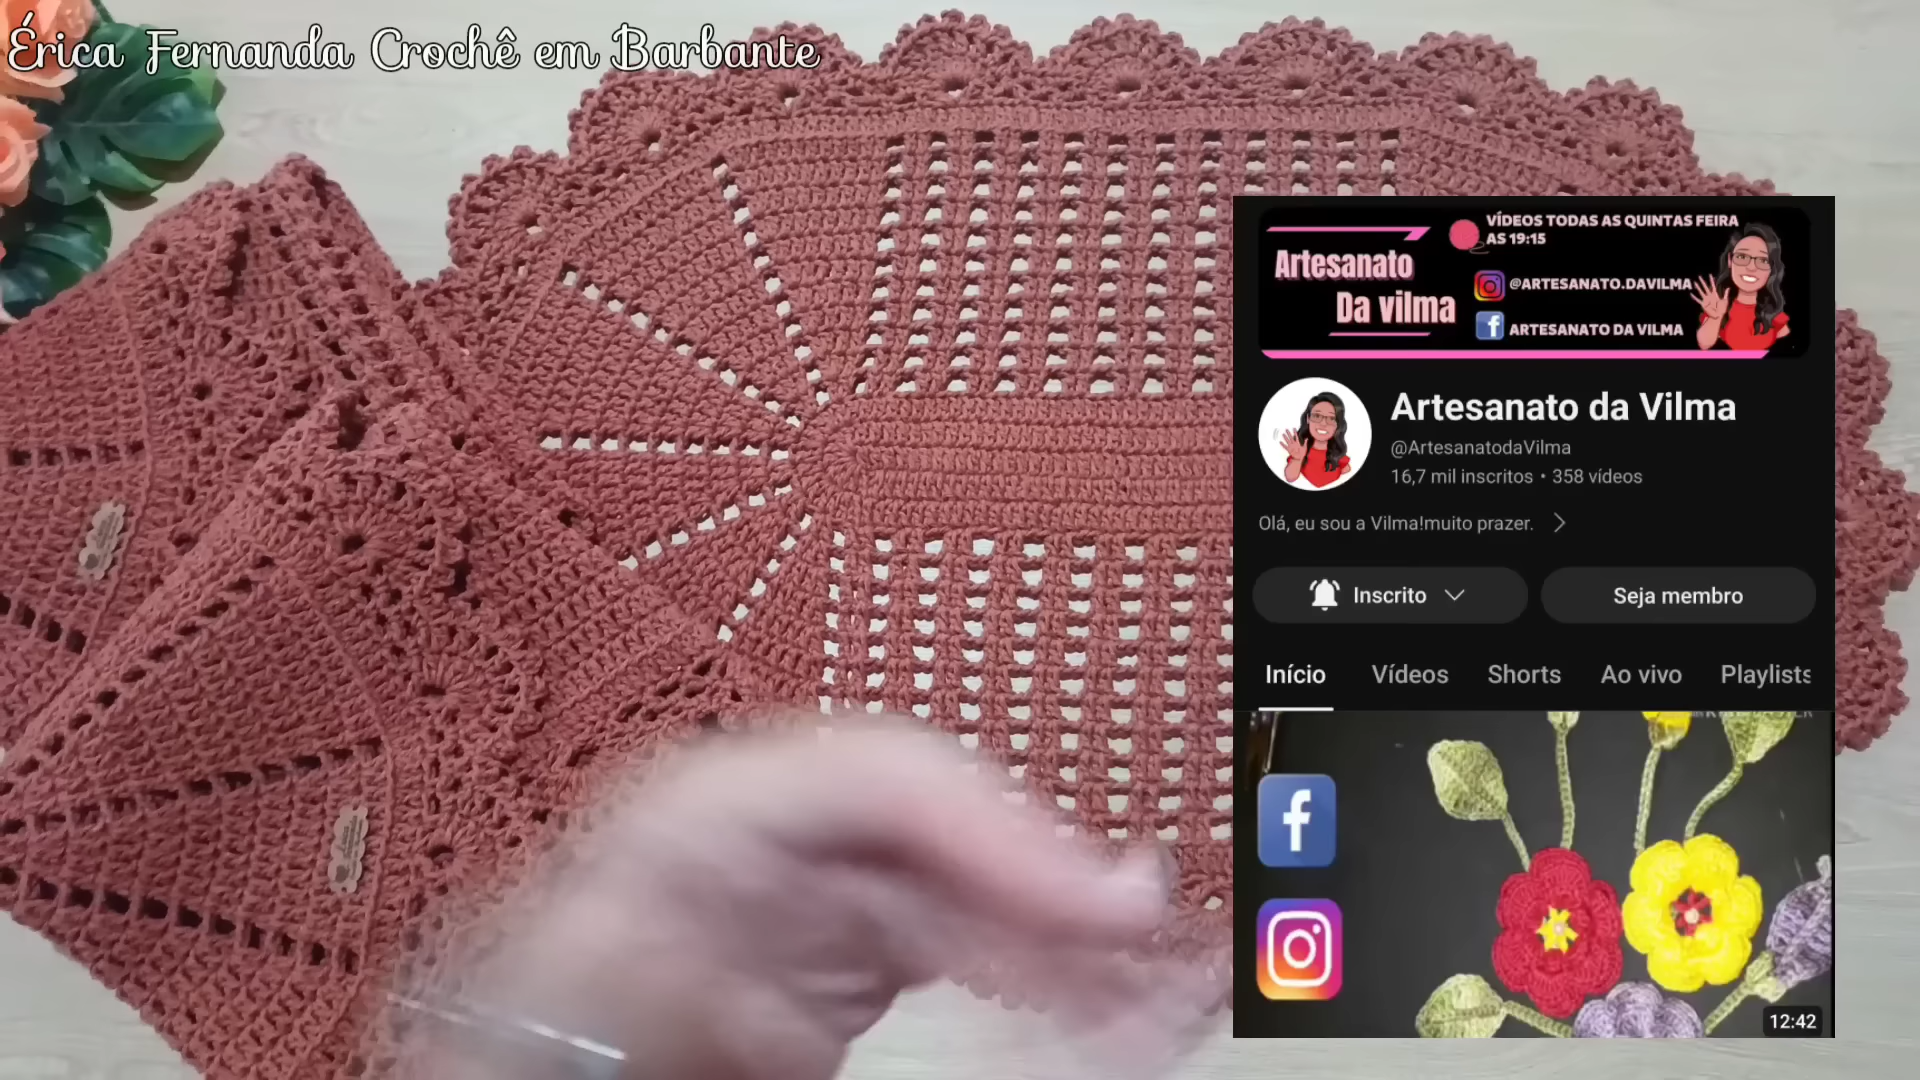 Érica Fernanda Crochê em Barbante
VÍDEOS TODAS AS QUINTAS FEIRA
AS 19:15
Artesanato
Da vilma
@ARTESANATO.DAVILMA
ARTESANATO DA VILMA
Artesanato da Vilma
@ArtesanatodaVilma
16,7 mil inscritos • 358 vídeos
Olá, eu sou a Vilma!muito prazer.
Inscrito
Seja membro
Início Vídeos Shorts Ao vivo Playlists
12:42